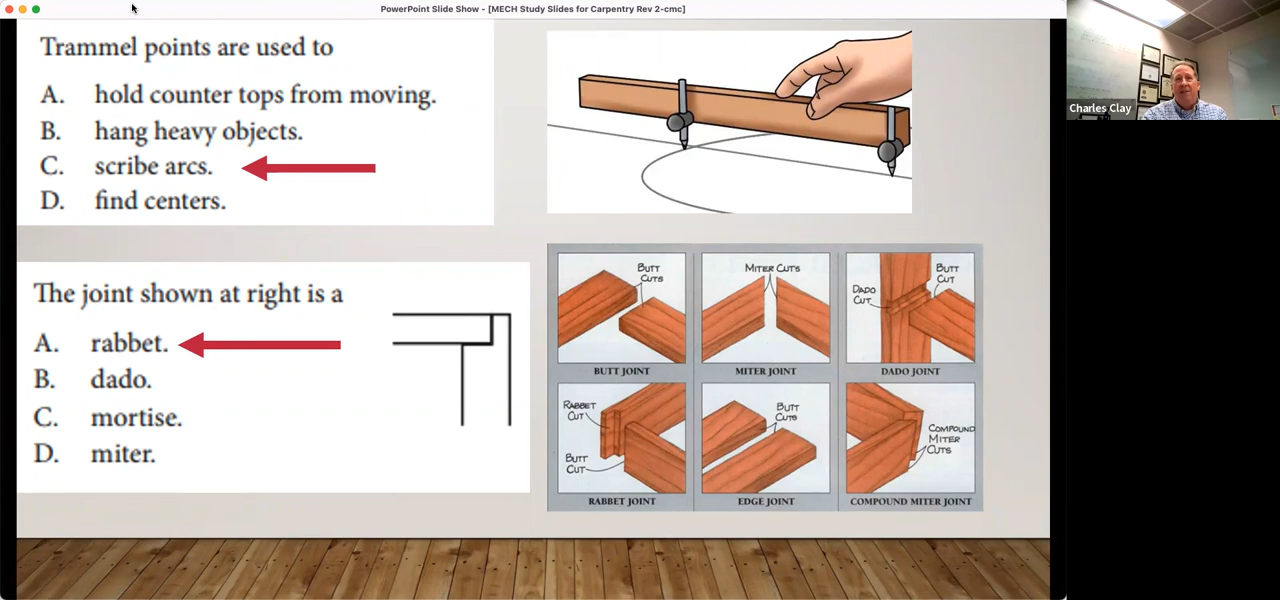 PowerPoint Slide Show - [MECH Study Slides for Carpentry Rev 2-cmc]
Trammel points are used to
A. hold counter tops from moving.
B. hang heavy objects.
C. scribe arcs.
D. find centers.
Charles Clay
The joint shown at right is a
A. rabbet.
B. dado.
C. mortise.
D. miter.
BUTT
CUTS
BUTT JOINT
MITER CUTS
MITER JOINT
DADO
CUT
BUTT
CUT
DADO JOINT
RABBET
CUT
BUTT
CUT
RABBET JOINT
BUTT
CUTS
EDGE JOINT
COMPOUND
MITER
CUTS
COMPOUND MITER JOINT